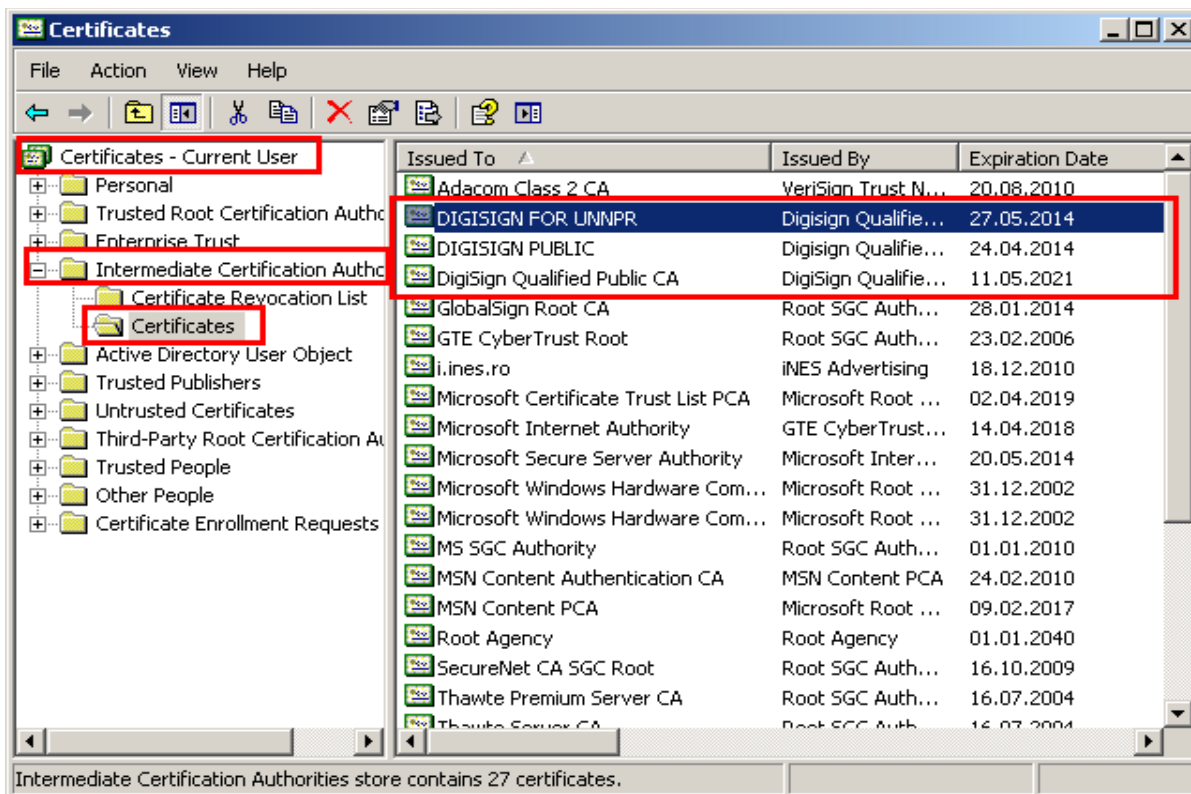 Certificates
File Action View Help
Certificates - Current User
Personal
Trusted Root Certification Autho
Enterprise Trust
Intermediate Certification Autho
Certificate Revocation List
Certificates
Active Directory User Object
Trusted Publishers
Untrusted Certificates
Third-Party Root Certification Au
Trusted People
Other People
Certificate Enrollment Requests
Issued To Issued By Expiration Date
Adacom Class 2 CA VeriSign Trust N... 20.08.2010
DIGISIGN FOR UNNPR Digisign Qualifie... 27.05.2014
DIGISIGN PUBLIC Digisign Qualifie... 24.04.2014
DigiSign Qualified Public CA DigiSign Qualifie... 11.05.2021
GlobalSign Root CA Root SGC Auth... 28.01.2014
GTE CyberTrust Root Root SGC Auth... 23.02.2006
i.ines.ro iNES Advertising 18.12.2010
Microsoft Certificate Trust List PCA Microsoft Root ... 02.04.2019
Microsoft Internet Authority GTE CyberTrust... 14.04.2018
Microsoft Secure Server Authority Microsoft Inter... 20.05.2014
Microsoft Windows Hardware Com... Microsoft Root ... 31.12.2002
Microsoft Windows Hardware Com... Microsoft Root ... 31.12.2002
MS SGC Authority Root SGC Auth... 01.01.2010
MSN Content Authentication CA MSN Content PCA 24.02.2010
MSN Content PCA Microsoft Root ... 09.02.2017
Root Agency Root Agency 01.01.2040
SecureNet CA SGC Root Root SGC Auth... 16.10.2009
Thawte Premium Server CA Root SGC Auth... 16.07.2004
Thawte Server CA Root SGC Auth... 16.07.2004
Intermediate Certification Authorities store contains 27 certificates.